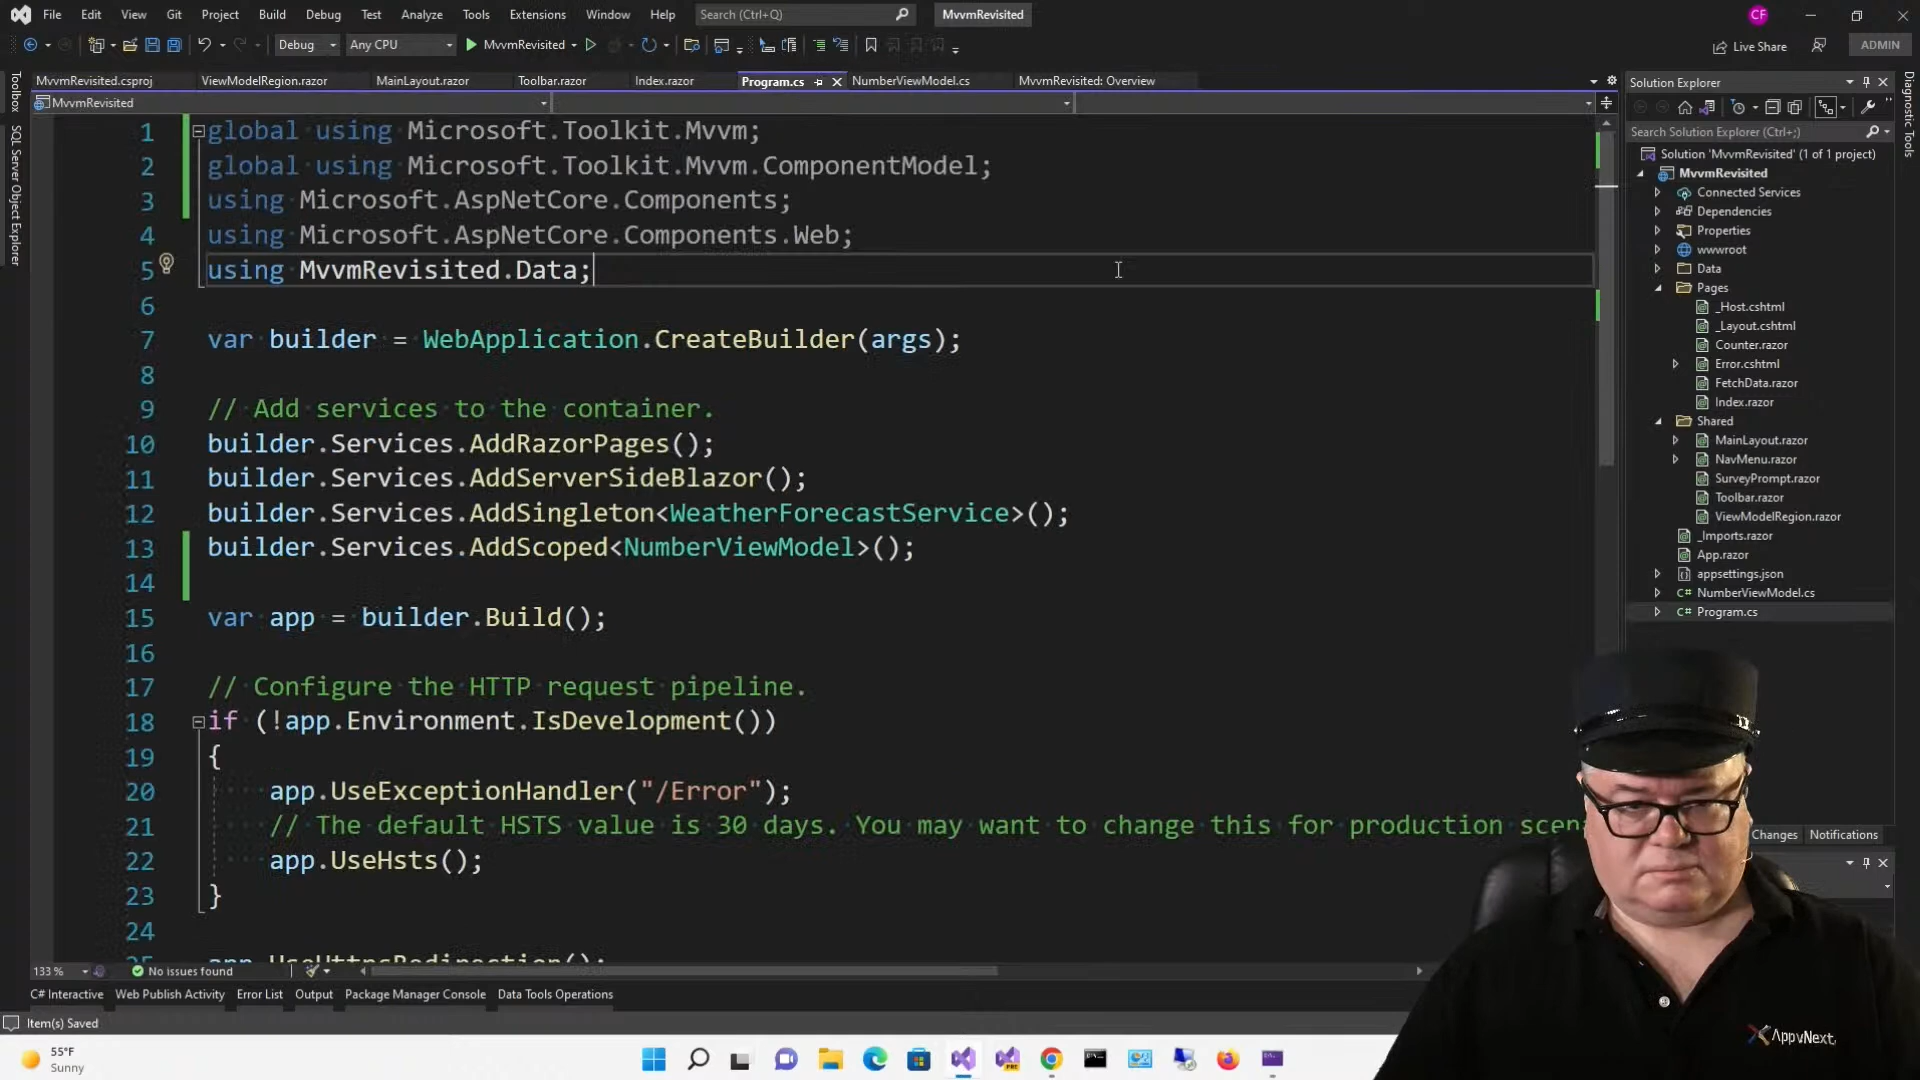 File Edit View Git Project Build Debug Test Analyze Tools Extensions Window Help Search (Ctrl+Q) MvvmRevisited CF
Debug Any CPU MvvmRevisited Live Share ADMIN
MvvmRevisited.csproj ViewModelRegion.razor MainLayout.razor Toolbar.razor Index.razor Program.cs NumberViewModel.cs MvvmRevisited: Overview
MvvmRevisited
Toolbox
SQL Server Object Explorer
1 global using Microsoft.Toolkit.Mvvm;
2 global using Microsoft.Toolkit.Mvvm.ComponentModel;
3 using Microsoft.AspNetCore.Components;
4 using Microsoft.AspNetCore.Components.Web;
5 using MvvmRevisited.Data;
6
7 var builder = WebApplication.CreateBuilder(args);
8
9 // Add services to the container.
10 builder.Services.AddRazorPages();
11 builder.Services.AddServerSideBlazor();
12 builder.Services.AddSingleton<WeatherForecastService>();
13 builder.Services.AddScoped<NumberViewModel>();
14
15 var app = builder.Build();
16
17 // Configure the HTTP request pipeline.
18 if (!app.Environment.IsDevelopment())
19 {
20 app.UseExceptionHandler("/Error");
21 // The default HSTS value is 30 days. You may want to change this for production scen
22 app.UseHsts();
23 }
24
25 app.UseHttpsRedirection();
133 % No issues found
C# Interactive Web Publish Activity Error List Output Package Manager Console Data Tools Operations
Item(s) Saved
55°F
Sunny
Solution Explorer
Search Solution Explorer (Ctrl+;)
Solution 'MvvmRevisited' (1 of 1 project)
MvvmRevisited
Connected Services
Dependencies
Properties
wwwroot
Data
Pages
_Host.cshtml
_Layout.cshtml
Counter.razor
Error.cshtml
FetchData.razor
Index.razor
Shared
MainLayout.razor
NavMenu.razor
SurveyPrompt.razor
Toolbar.razor
ViewModelRegion.razor
_Imports.razor
App.razor
appsettings.json
C# NumberViewModel.cs
C# Program.cs
Changes Notifications
Diagnostic Tools
AppvNext